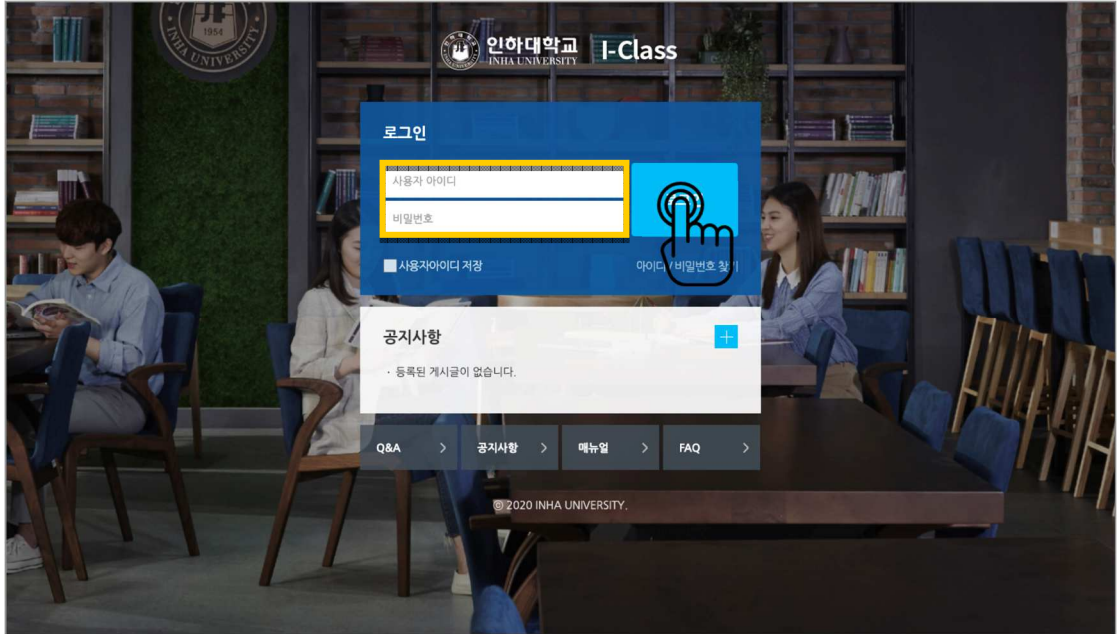 1954
INHA UNIVERSITY
인하대학교 I-Class
INHA UNIVERSITY
로그인
사용자 아이디
비밀번호
사용자아이디 저장
아이디 / 비밀번호 찾기
공지사항
· 등록된 게시글이 없습니다.
Q&A
공지사항
매뉴얼
FAQ
© 2020 INHA UNIVERSITY.